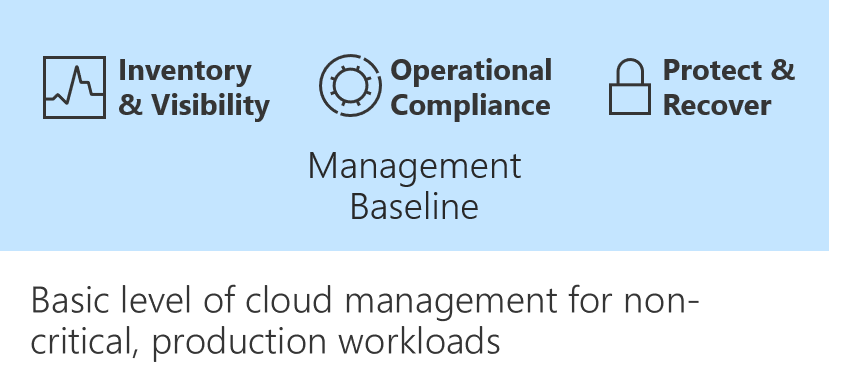 Inventory
& Visibility
Operational
Compliance
Protect &
Recover
Management
Baseline
Basic level of cloud management for non-
critical, production workloads